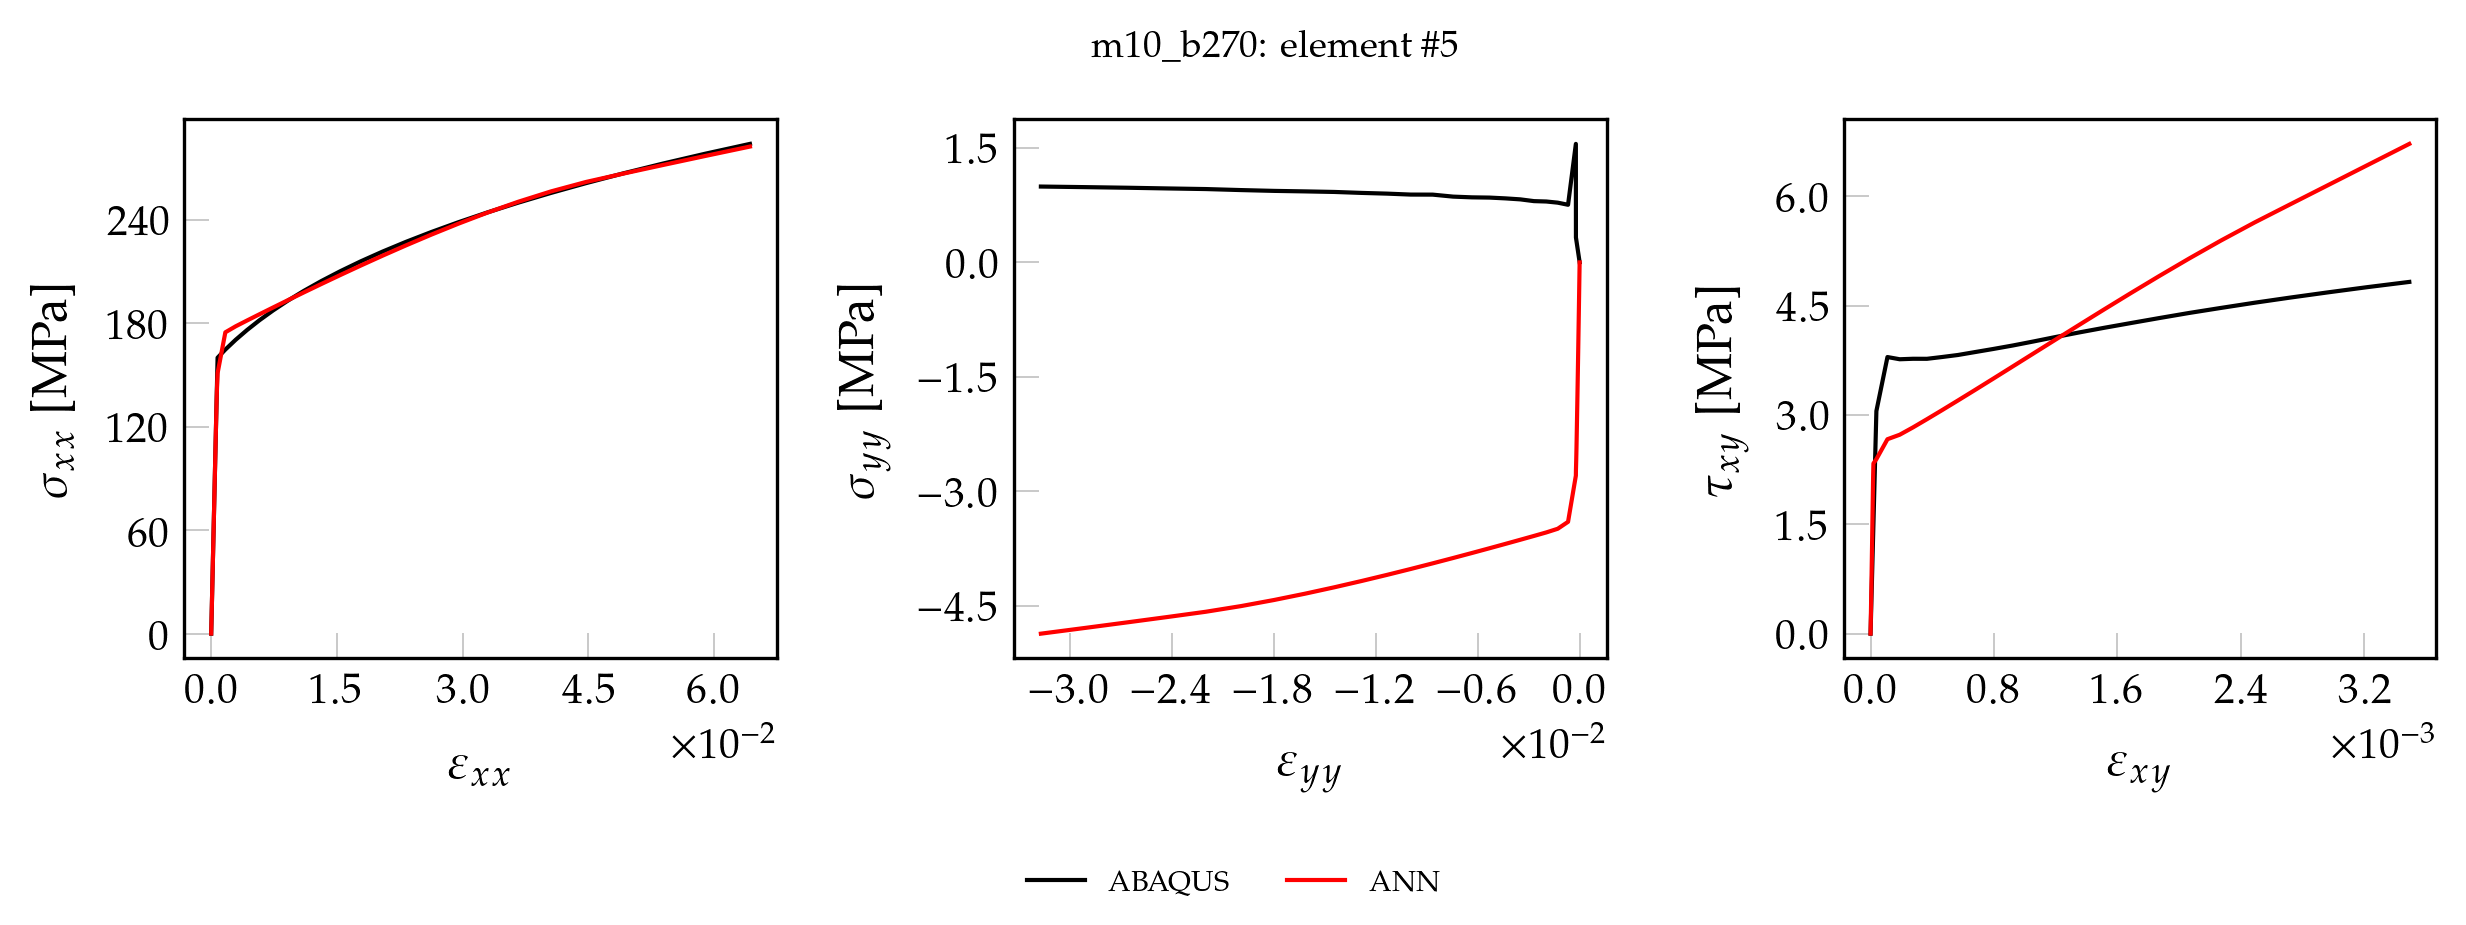 m10_b270: element #5
σxx [MPa]
240
180
120
60
0
0.0 1.5 3.0 4.5 6.0
×10−2
εxx
σyy [MPa]
1.5
0.0
−1.5
−3.0
−4.5
−3.0 −2.4 −1.8 −1.2 −0.6 0.0
×10−2
εyy
τxy [MPa]
6.0
4.5
3.0
1.5
0.0
0.0 0.8 1.6 2.4 3.2
×10−3
εxy
ABAQUS ANN